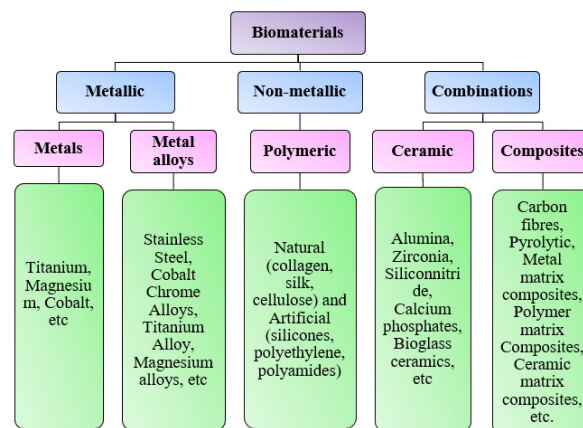 Biomaterials
Metallic
Non-metallic
Combinations
Metals
Metal
alloys
Polymeric
Ceramic
Composites
Titanium,
Magnesiu
m, Cobalt,
etc
Stainless
Steel,
Cobalt
Chrome
Alloys,
Titanium
Alloy,
Magnesium
alloys, etc
Natural
(collagen,
silk,
cellulose) and
Artificial
(silicones,
polyethylene,
polyamides)
Alumina,
Zirconia,
Siliconnitri
de,
Calcium
phosphates,
Bioglass
ceramics,
etc
Carbon
fibres,
Pyrolytic,
Metal
matrix
composites,
Polymer
matrix
Composites,
Ceramic
matrix
composites,
etc.